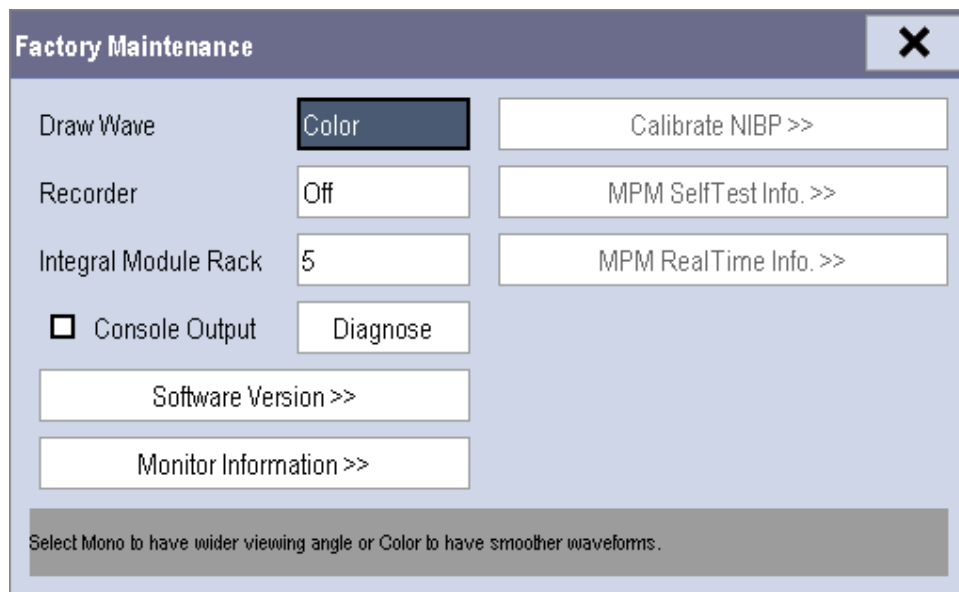 Factory Maintenance
Draw Wave Color Calibrate NIBP >>
Recorder Off MPM SelfTest Info. >>
Integral Module Rack 5 MPM RealTime Info. >>
Console Output Diagnose
Software Version >>
Monitor Information >>
Select Mono to have wider viewing angle or Color to have smoother waveforms.